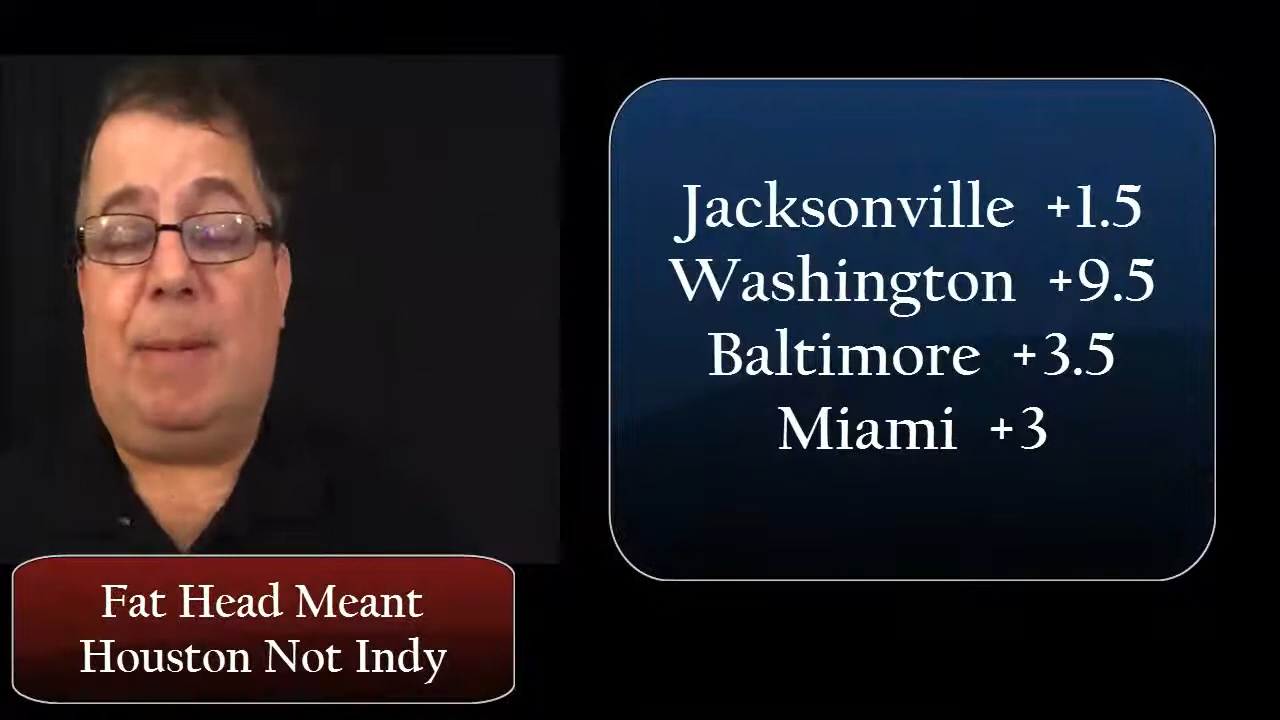 Jacksonville +1.5
Washington +9.5
Baltimore +3.5
Miami +3
Fat Head Meant
Houston Not Indy